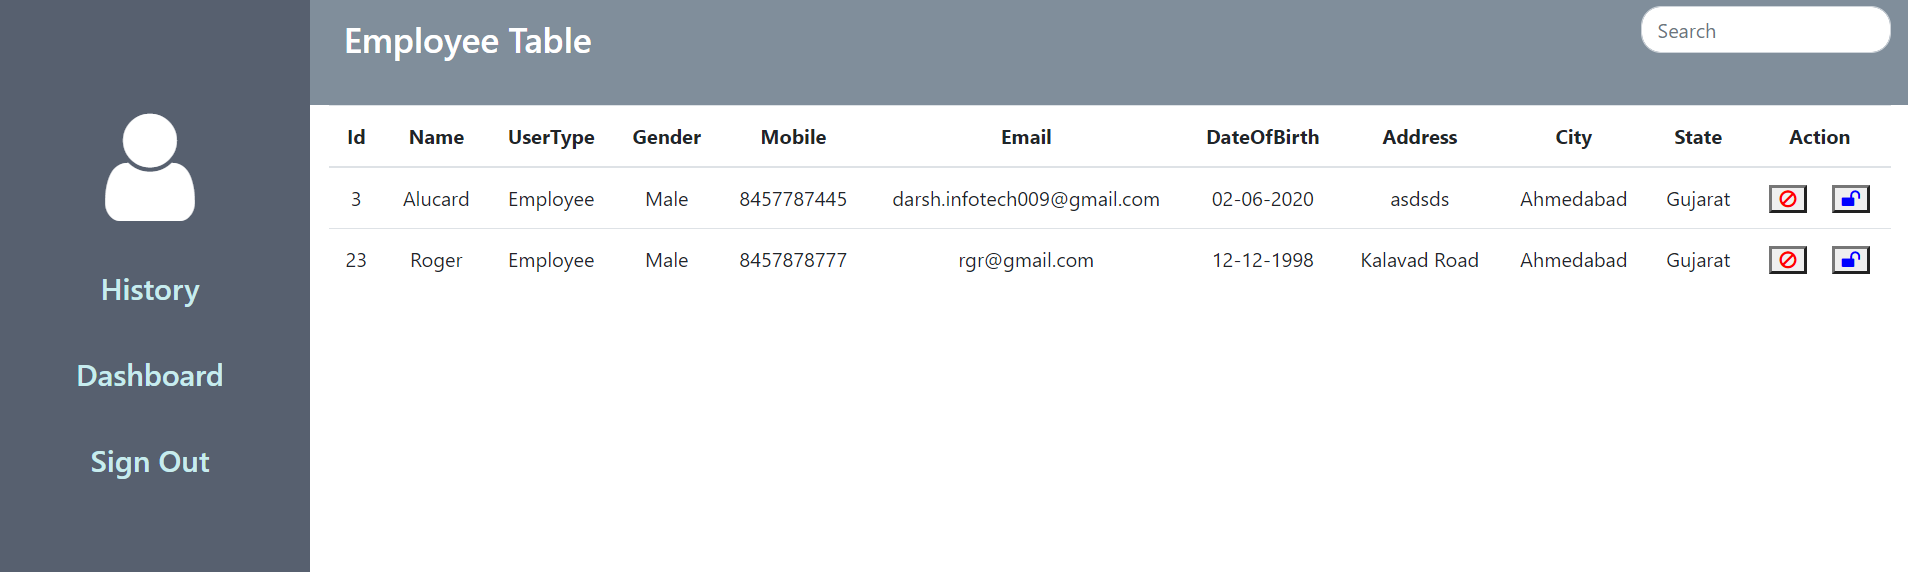 Employee Table
Search
History
Dashboard
Sign Out
Id Name UserType Gender Mobile Email DateOfBirth Address City State Action
3 Alucard Employee Male 8457787445 darsh.infotech009@gmail.com 02-06-2020 asdsds Ahmedabad Gujarat
23 Roger Employee Male 8457878777 rgr@gmail.com 12-12-1998 Kalavad Road Ahmedabad Gujarat